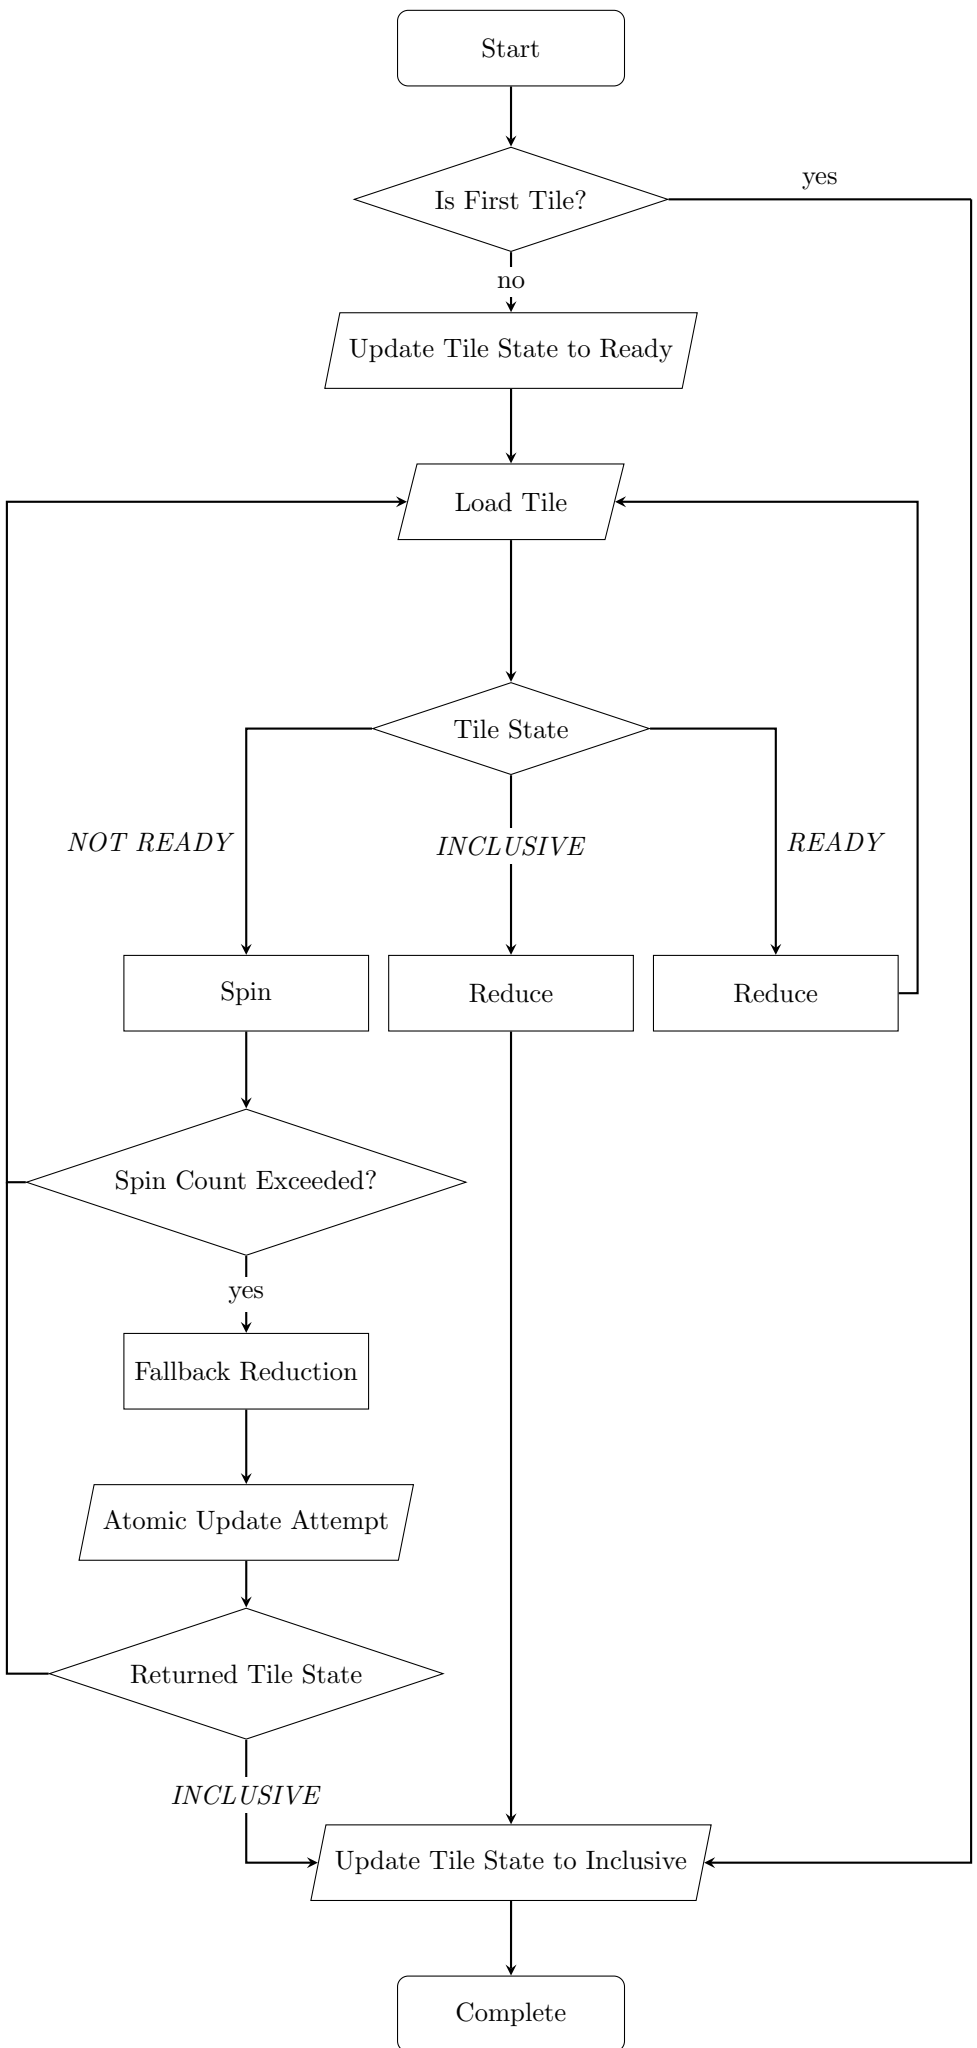 Start
Is First Tile?
yes
no
Update Tile State to Ready
Load Tile
Tile State
NOT READY
INCLUSIVE
READY
Spin
Reduce
Reduce
Spin Count Exceeded?
yes
Fallback Reduction
Atomic Update Attempt
Returned Tile State
INCLUSIVE
Update Tile State to Inclusive
Complete